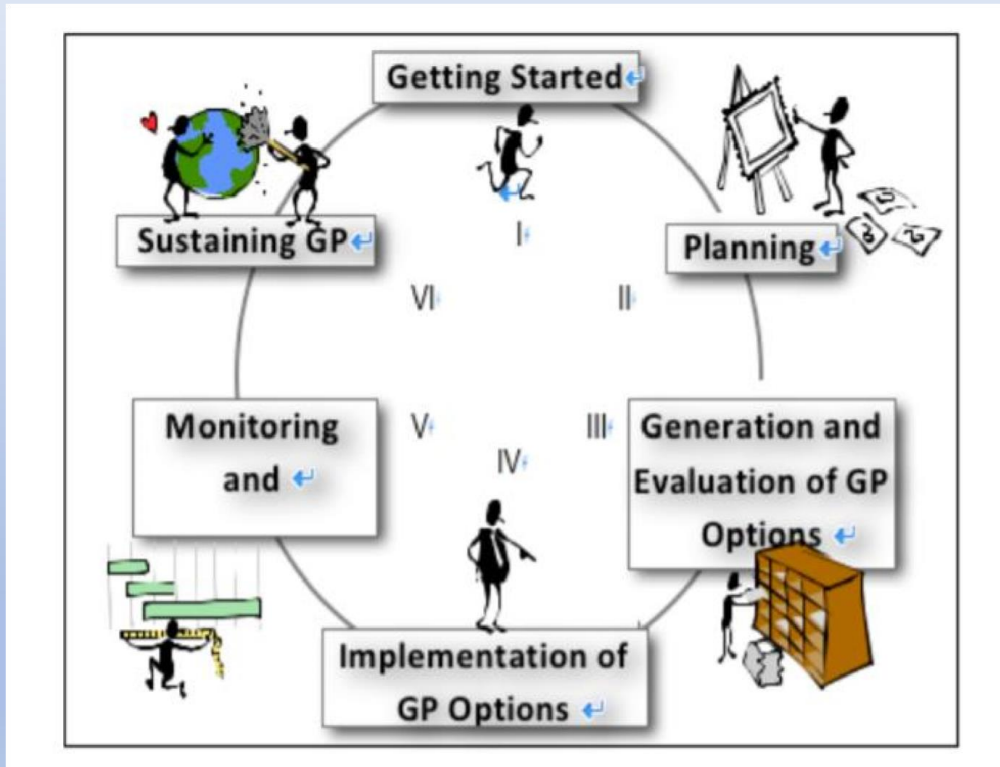 Getting Started
I
Planning
II
Generation and
Evaluation of GP
Options
III
Implementation of
GP Options
IV
Monitoring
and
V
Sustaining GP
VI